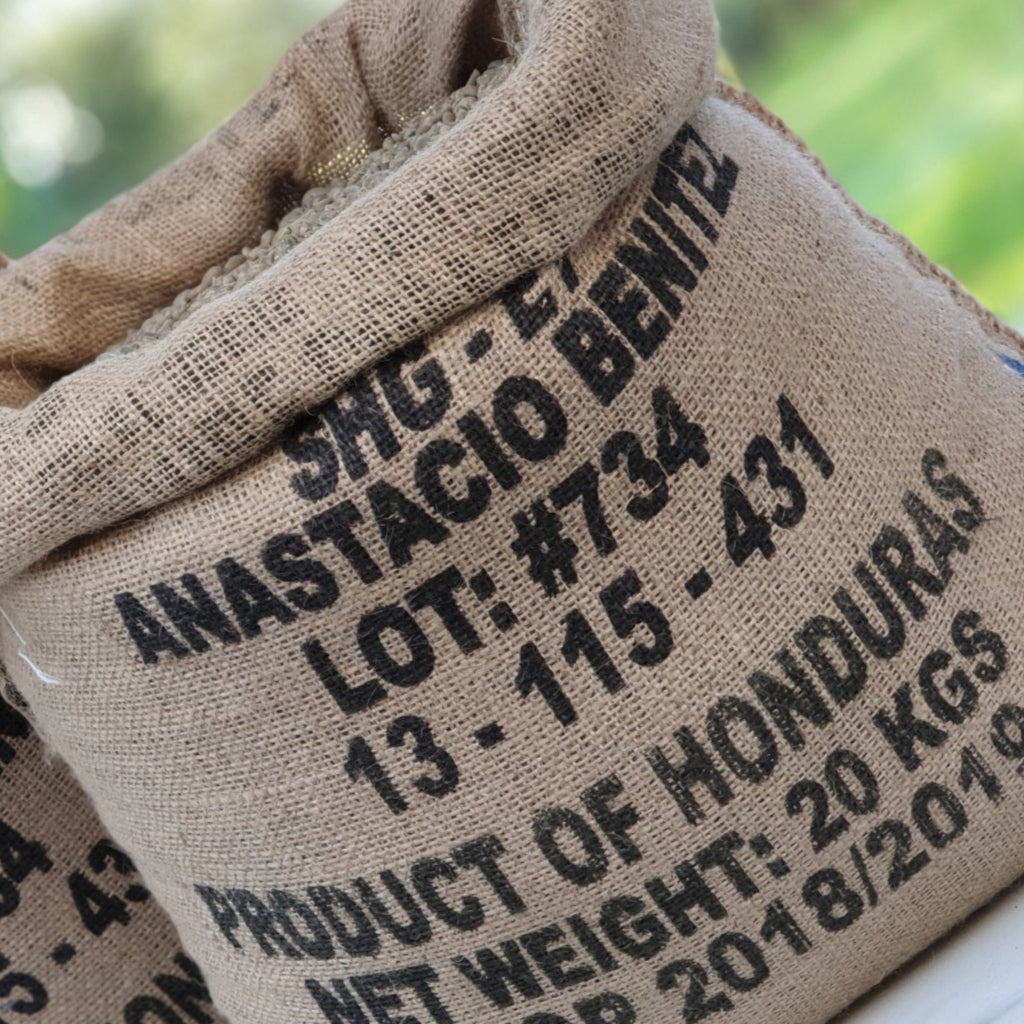 SHG -
ANASTACIO BENITEZ
LOT: #734
13 - 115 - 431
PRODUCT OF HONDURAS
NET WEIGHT: 20 KGS
2018/2019